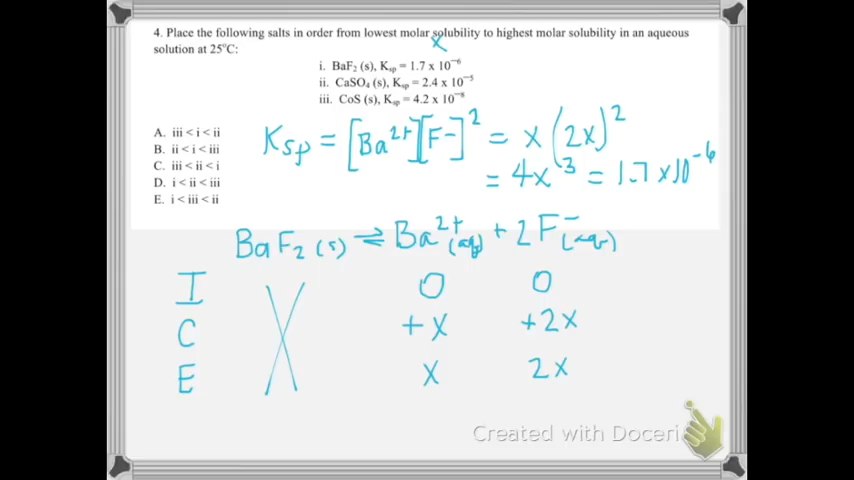 4. Place the following salts in order from lowest molar solubility to highest molar solubility in an aqueous
solution at 25°C:
x
i. BaF₂ (s), Kₛₚ = 1.7 x 10⁻⁶
ii. CaSO₄ (s), Kₛₚ = 2.4 x 10⁻⁵
iii. CoS (s), Kₛₚ = 4.2 x 10⁻⁸
A. iii < i < ii
B. ii < i < iii
C. iii < ii < i
D. i < ii < iii
E. i < iii < ii
Ksp = [Ba²⁺][F-]² = x (2x)²
= 4x³ = 1.7 x 10⁻⁶
BaF₂ (s) ⇌ Ba²⁺(aq) + 2F⁻(aq)
I 0 0
C +x +2x
E x 2x
Created with Doceri